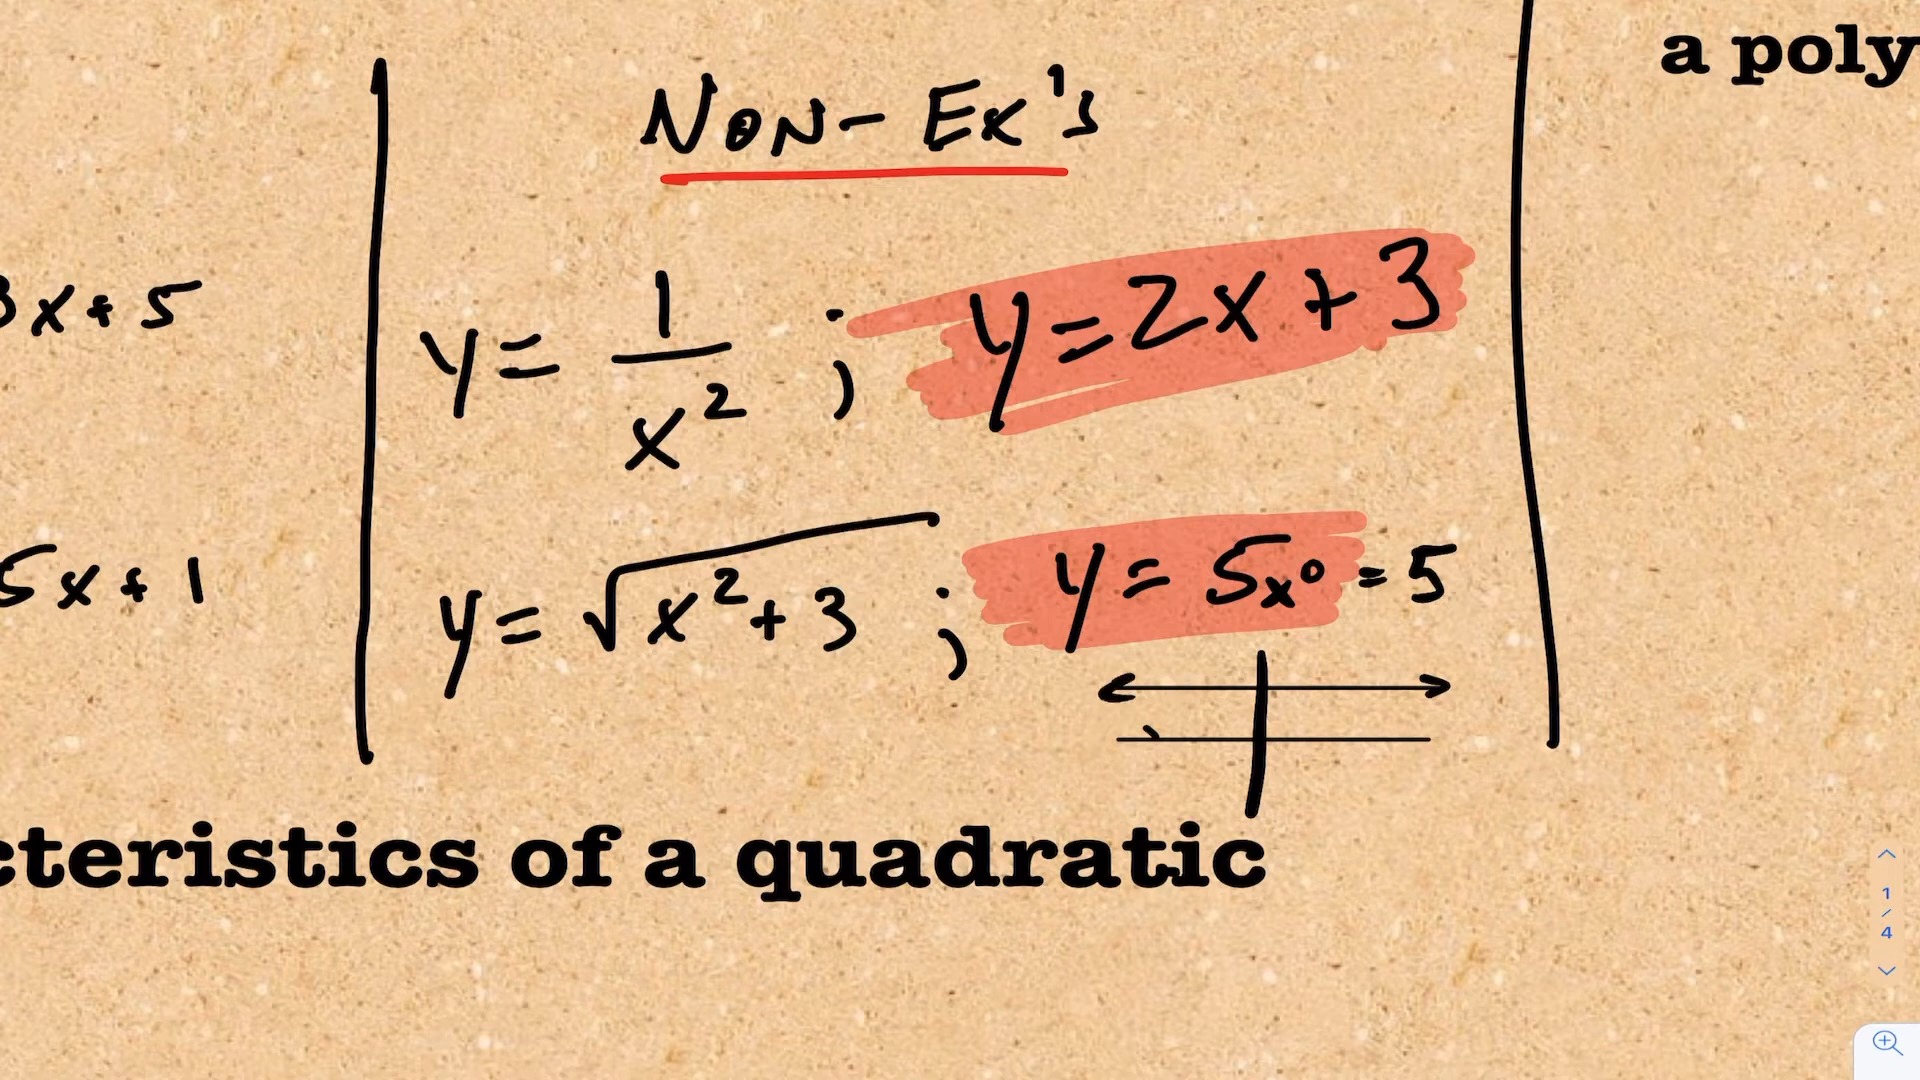 a poly
Non-Ex's
3x+5
y = 1/x² ; y=2x+3
5x+1
y = √(x²+3) ; y = 5x⁰ = 5
cteristics of a quadratic
1
/
4